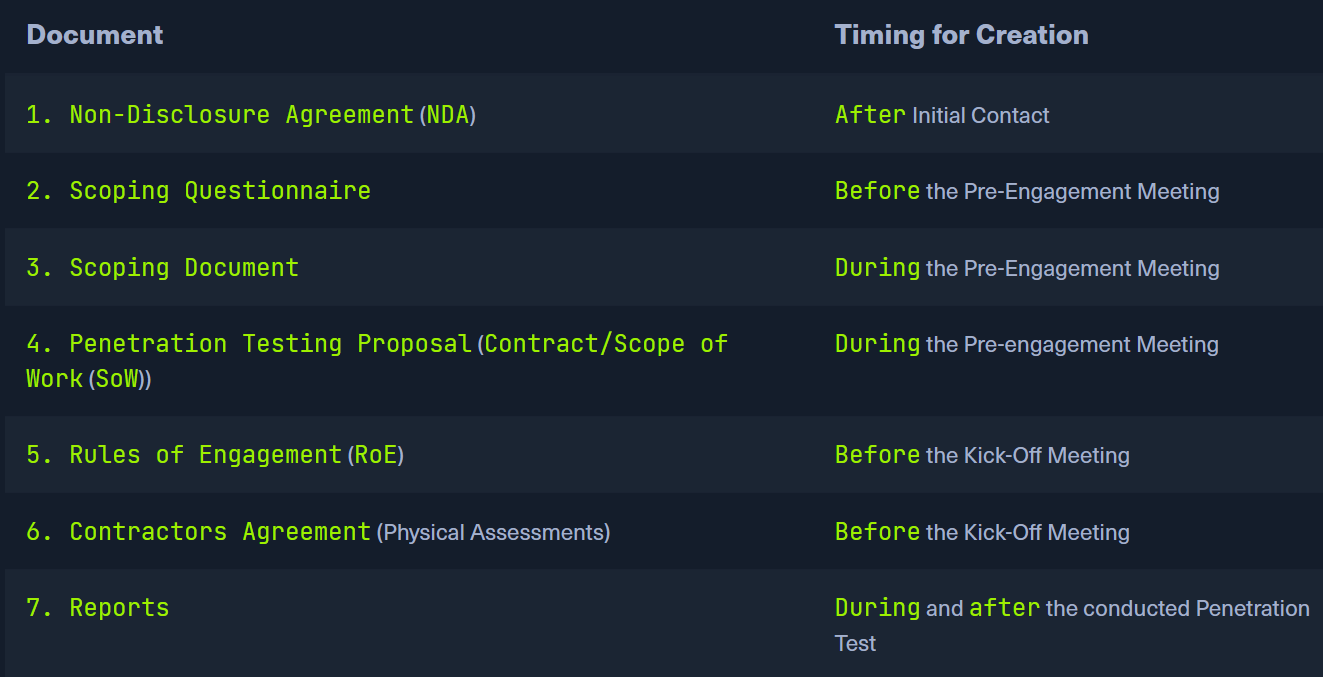 Document Timing for Creation
1. Non-Disclosure Agreement (NDA) After Initial Contact
2. Scoping Questionnaire Before the Pre-Engagement Meeting
3. Scoping Document During the Pre-Engagement Meeting
4. Penetration Testing Proposal (Contract/Scope of During the Pre-engagement Meeting
Work (SoW))
5. Rules of Engagement (RoE) Before the Kick-Off Meeting
6. Contractors Agreement (Physical Assessments) Before the Kick-Off Meeting
7. Reports During and after the conducted Penetration
Test